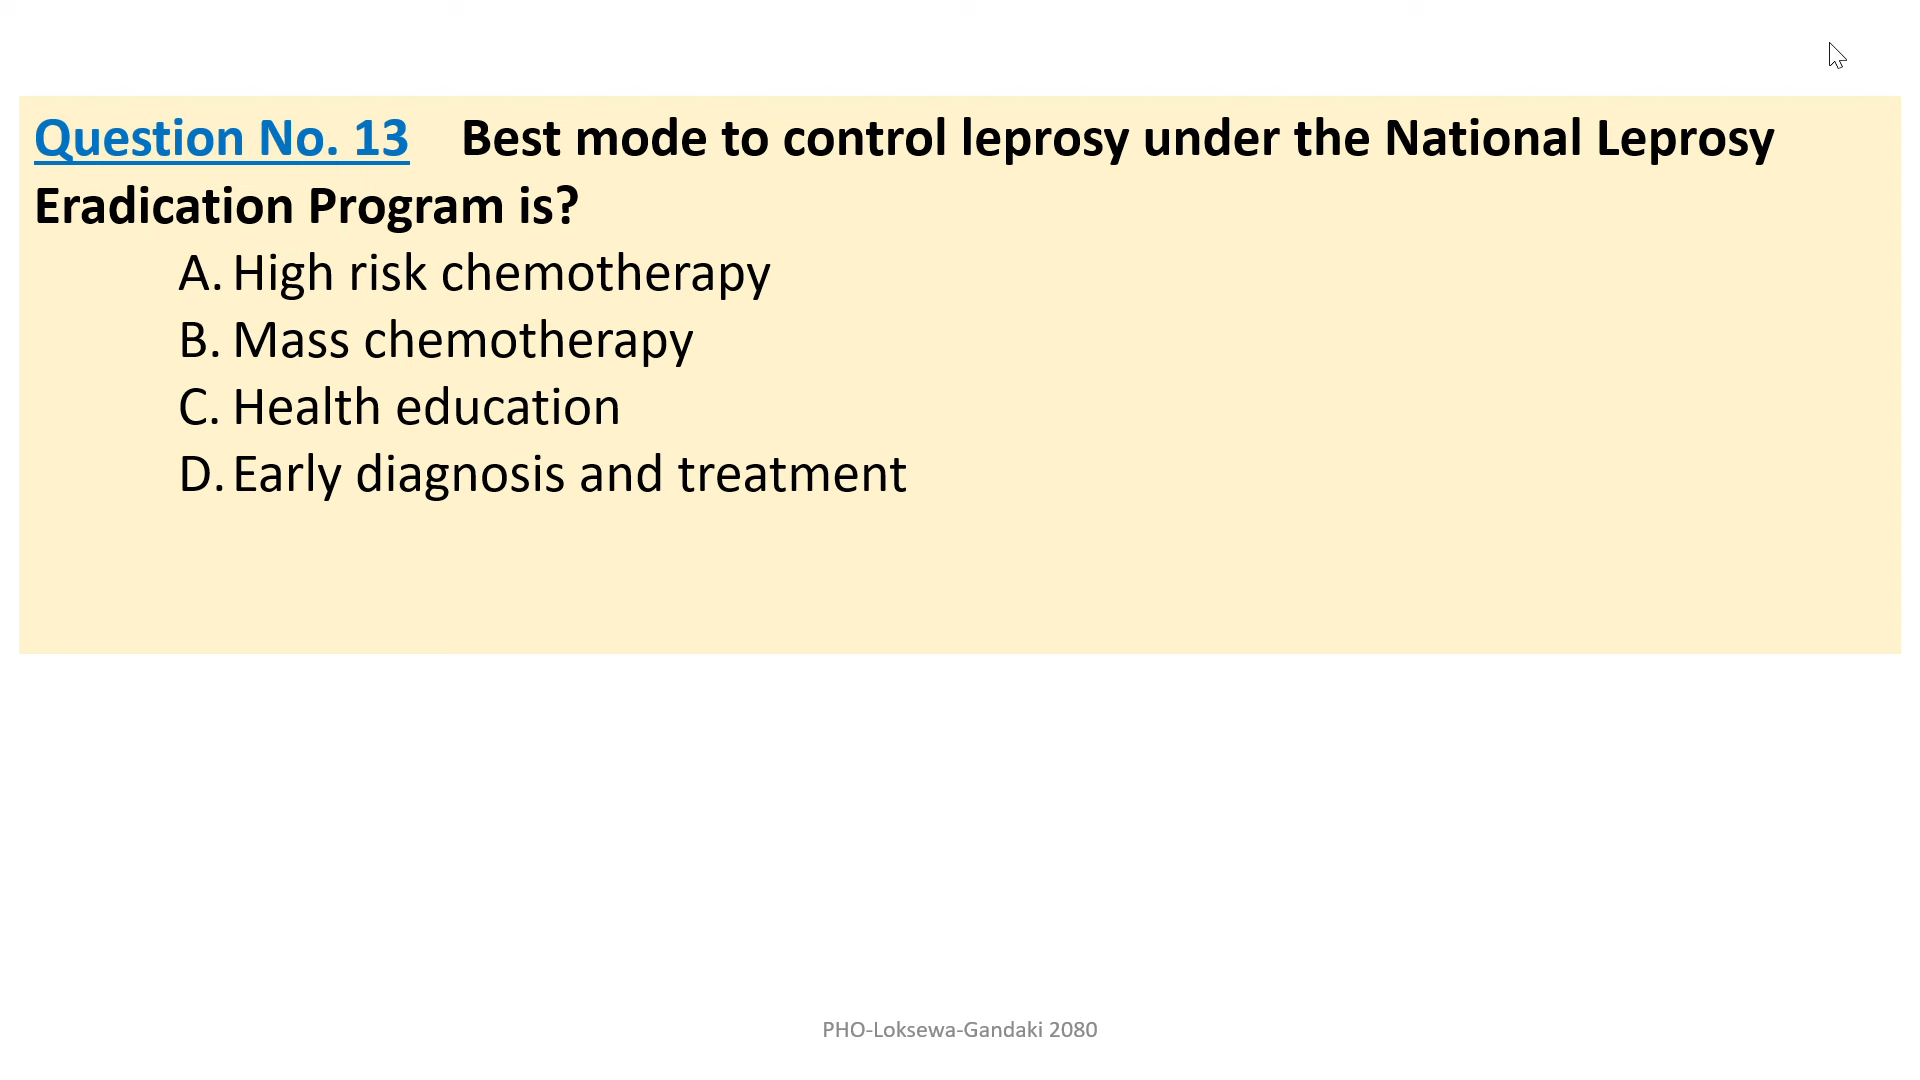 Question No. 13 Best mode to control leprosy under the National Leprosy
Eradication Program is?
A. High risk chemotherapy
B. Mass chemotherapy
C. Health education
D. Early diagnosis and treatment
PHO-Loksewa-Gandaki 2080